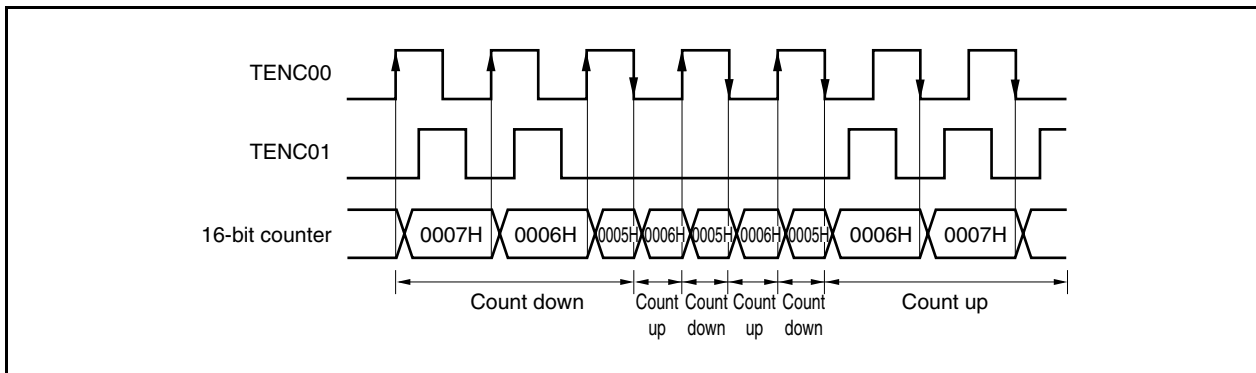 TENC00
TENC01
16-bit counter
0007H 0006H 0005H 0006H 0005H 0006H 0005H 0006H 0007H
Count down Count up Count down Count up Count down Count up